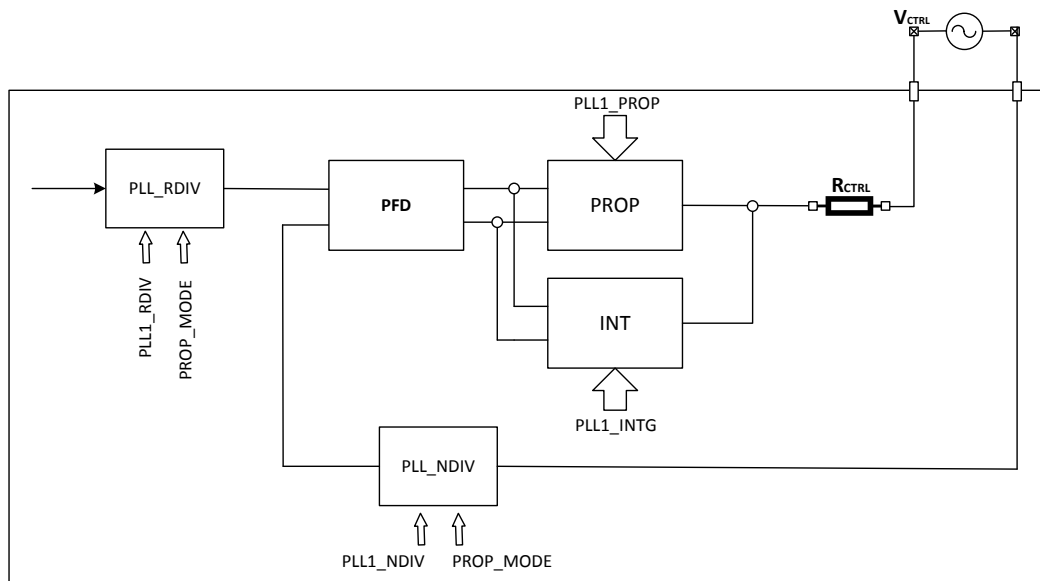 VCTRL
PLL1_PROP
PLL_RDIV
PFD
PROP
RCTRL
PLL1_RDIV
PROP_MODE
INT
PLL1_INTG
PLL_NDIV
PLL1_NDIV
PROP_MODE